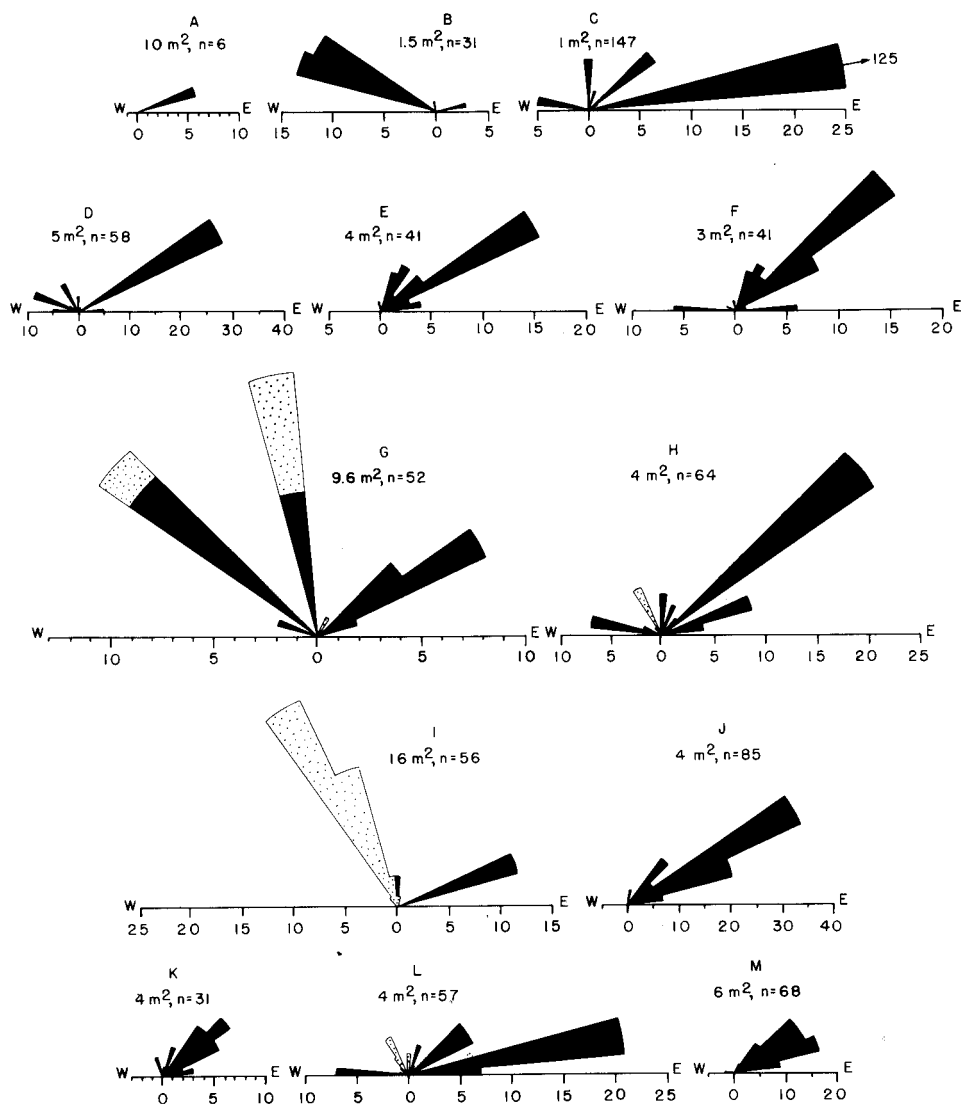 A
10 m², n=6
W E
0 5 10
B
1.5 m², n=31
W E
15 10 5 0 5
C
1 m², n=147
125
W E
5 0 5 10 15 20 25
D
5 m², n=58
W E
10 0 10 20 30 40
E
4 m², n=41
W E
5 0 5 10 15 20
F
3 m², n=41
W E
10 5 0 5 10 15 20
G
9.6 m², n=52
W E
10 5 0 5 10
H
4 m², n=64
W E
10 5 0 5 10 15 20 25
I
16 m², n=56
W E
25 20 15 10 5 0 5 10 15
J
4 m², n=85
W E
0 10 20 30 40
K
4 m², n=31
W E
0 5 10
L
4 m², n=57
W E
10 5 0 5 10 15 20 25
M
6 m², n=68
W E
0 10 20